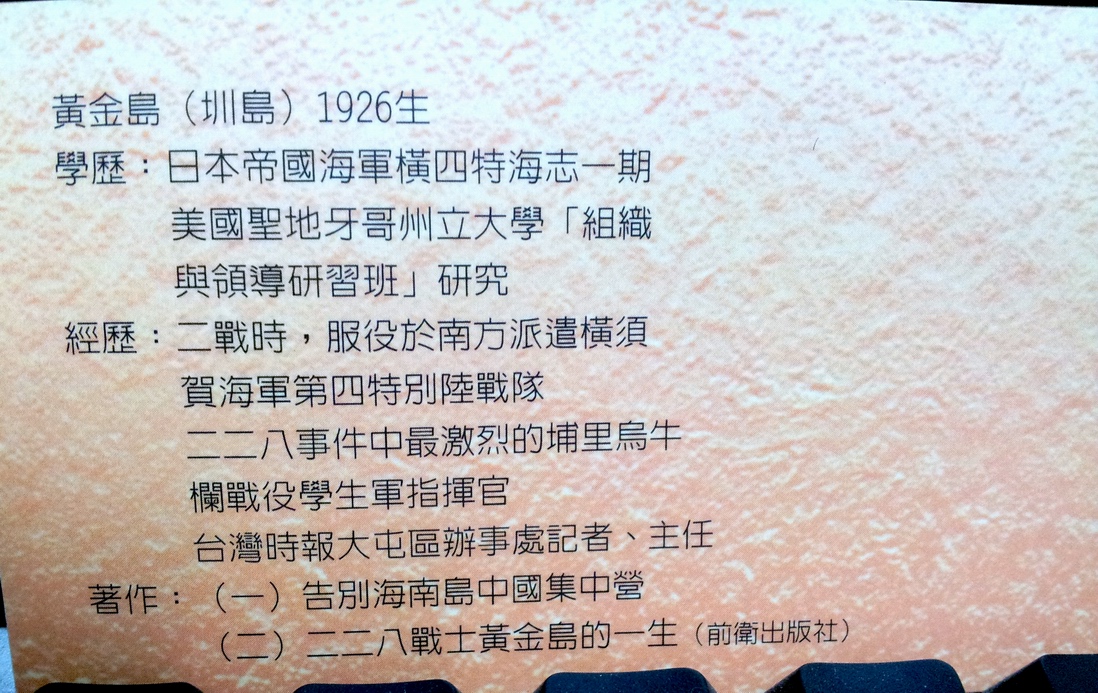 黃金島（圳島）1926生
學歷：日本帝國海軍橫四特海志一期
美國聖地牙哥州立大學「組織
與領導研習班」研究
經歷：二戰時，服役於南方派遣橫須
賀海軍第四特別陸戰隊
二二八事件中最激烈的埔里烏牛
欄戰役學生軍指揮官
台灣時報大屯區辦事處記者、主任
著作：（一）告別海南島中國集中營
（二）二二八戰士黃金島的一生（前衛出版社）